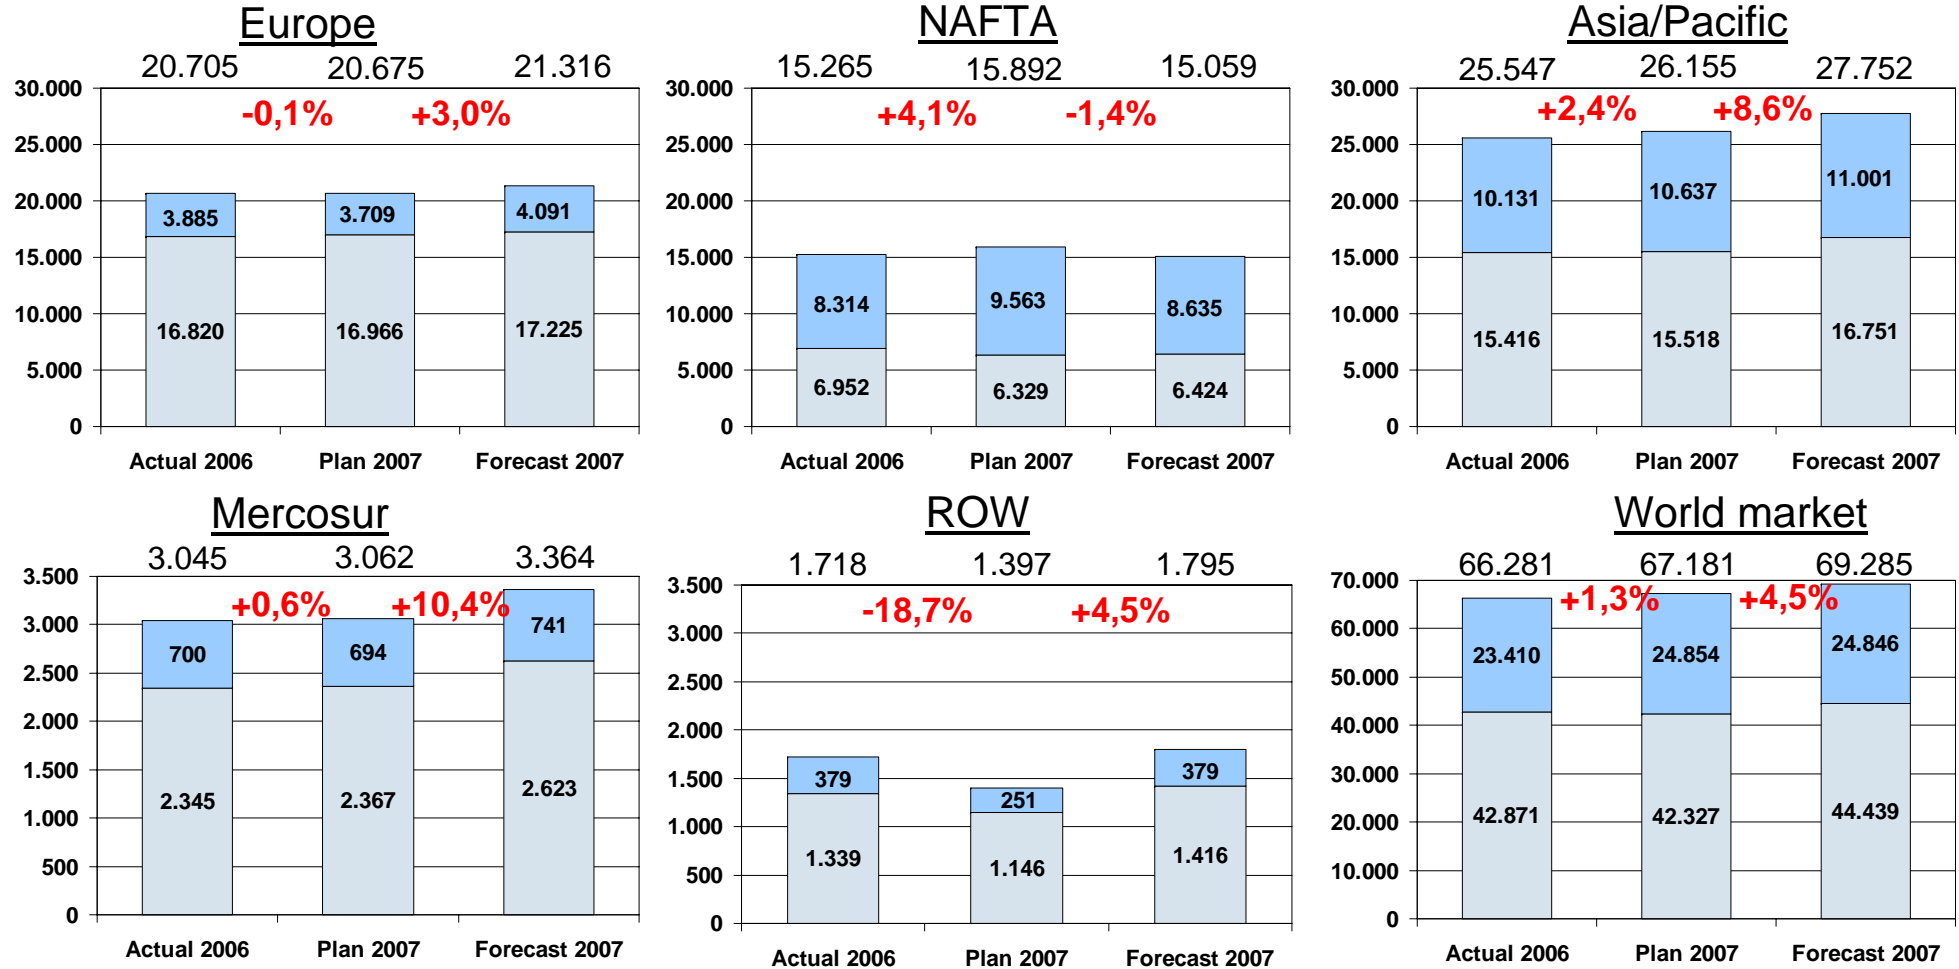 Europe
20.705 20.675 21.316
30.000
25.000
20.000
15.000
10.000
5.000
0
-0,1% +3,0%
3.885 3.709 4.091
16.820 16.966 17.225
Actual 2006 Plan 2007 Forecast 2007
NAFTA
15.265 15.892 15.059
30.000
25.000
20.000
15.000
10.000
5.000
0
+4,1% -1,4%
8.314 9.563 8.635
6.952 6.329 6.424
Actual 2006 Plan 2007 Forecast 2007
Asia/Pacific
25.547 26.155 27.752
30.000
25.000
20.000
15.000
10.000
5.000
0
+2,4% +8,6%
10.131 10.637 11.001
15.416 15.518 16.751
Actual 2006 Plan 2007 Forecast 2007
Mercosur
3.045 3.062 3.364
3.500
3.000
2.500
2.000
1.500
1.000
500
0
+0,6% +10,4%
700 694 741
2.345 2.367 2.623
Actual 2006 Plan 2007 Forecast 2007
ROW
1.718 1.397 1.795
3.500
3.000
2.500
2.000
1.500
1.000
500
0
-18,7% +4,5%
379 251 379
1.339 1.146 1.416
Actual 2006 Plan 2007 Forecast 2007
World market
66.281 67.181 69.285
70.000
60.000
50.000
40.000
30.000
20.000
10.000
0
+1,3% +4,5%
23.410 24.854 24.846
42.871 42.327 44.439
Actual 2006 Plan 2007 Forecast 2007